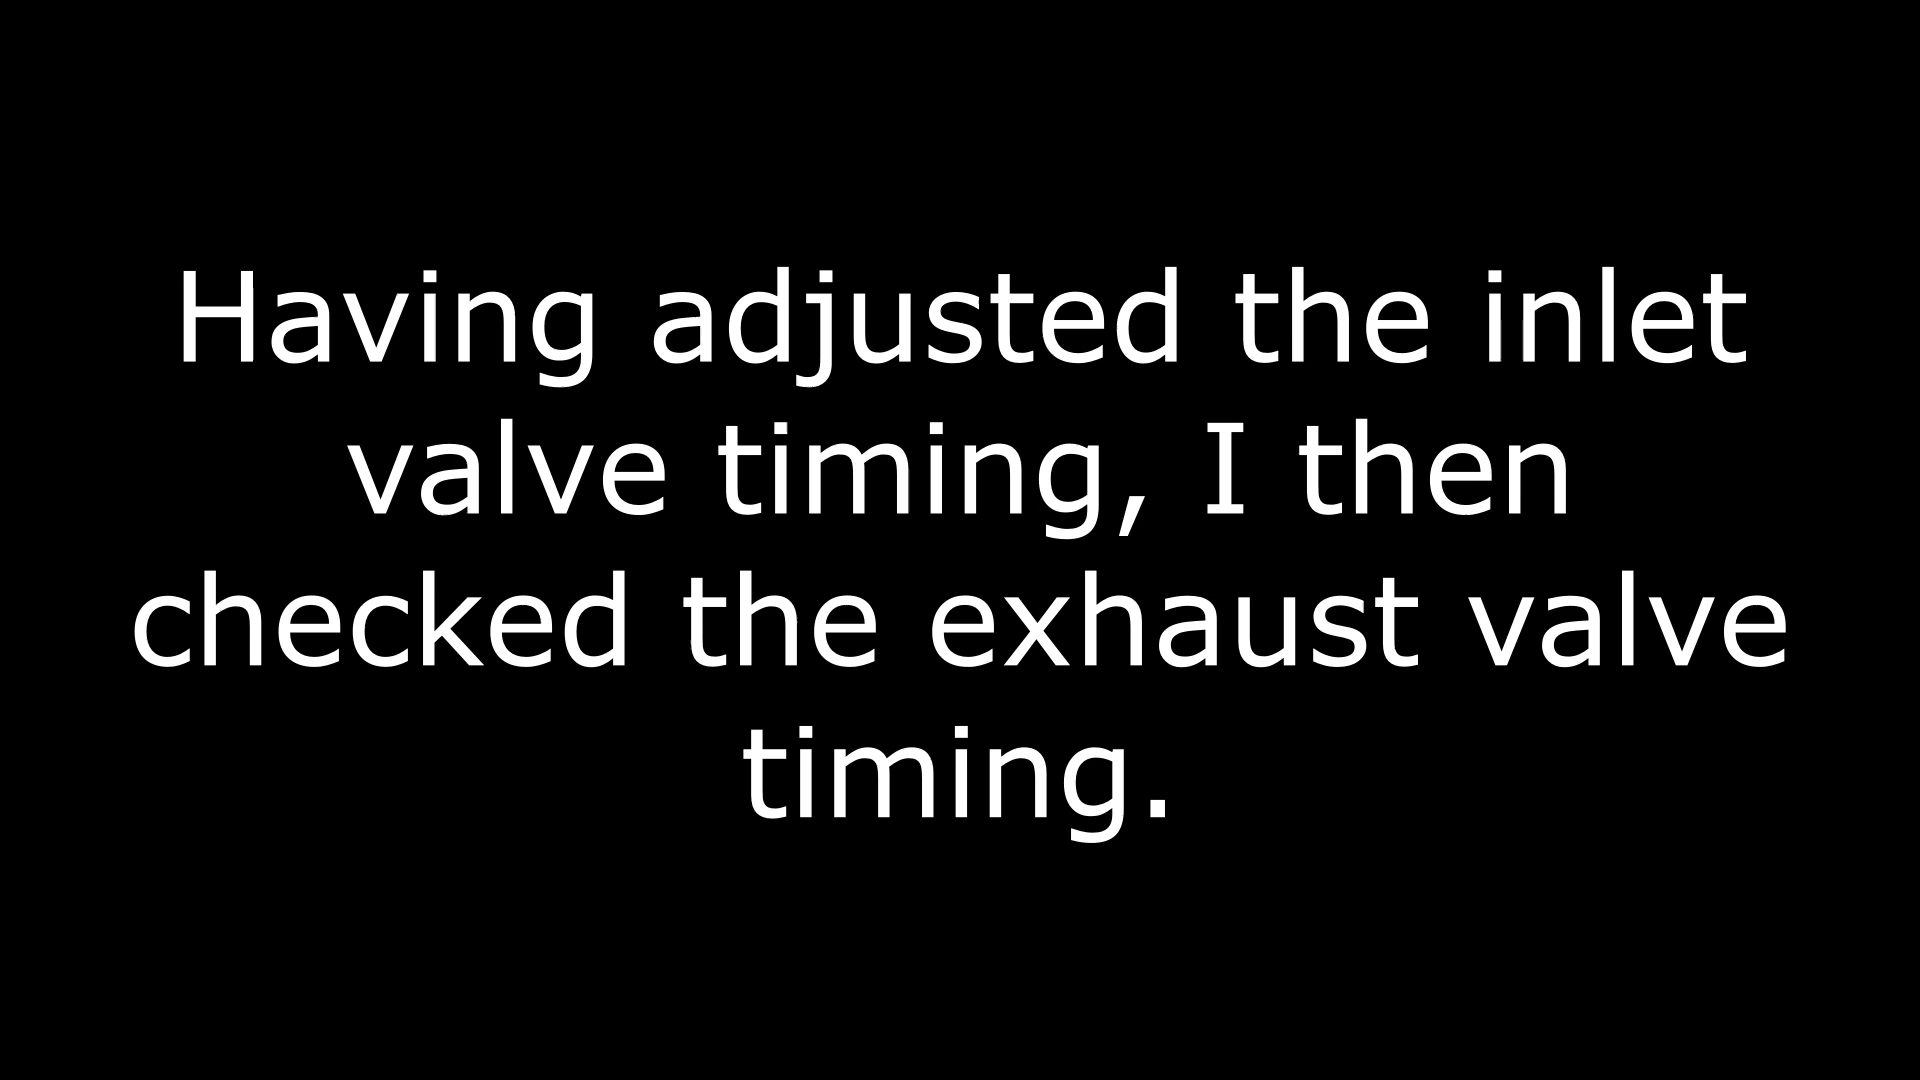 Having adjusted the inlet
valve timing, I then
checked the exhaust valve
timing.